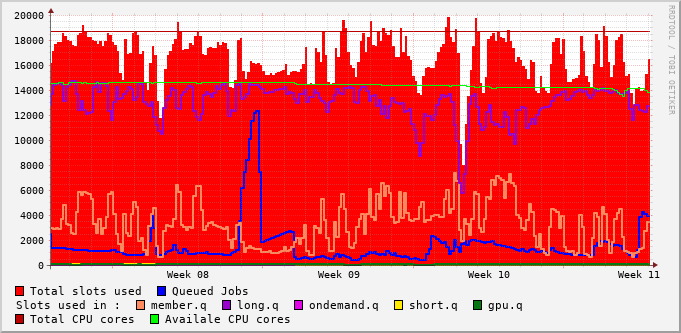 20000
18000
16000
14000
12000
10000
8000
6000
4000
2000
0
Week 08 Week 09 Week 10 Week 11
RRDTOOL / TOBI OETIKER
Total slots used Queued Jobs
Slots used in : member.q long.q ondemand.q short.q gpu.q
Total CPU cores Availale CPU cores